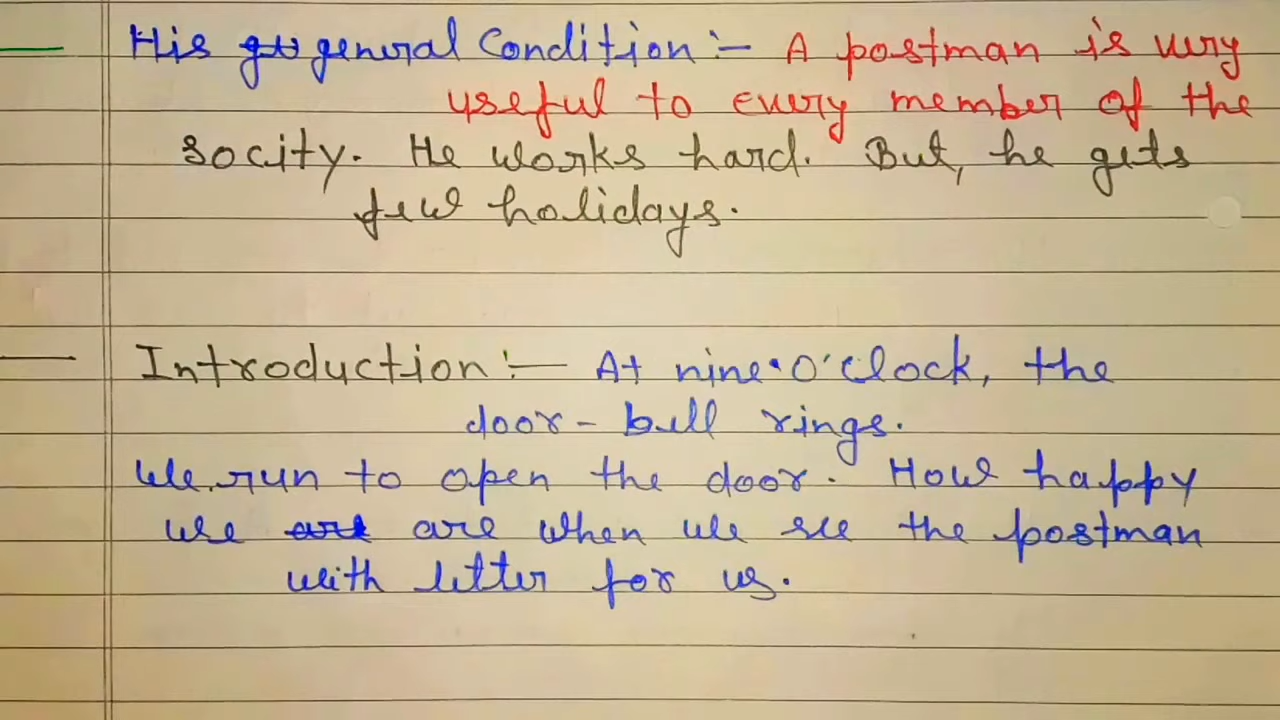 His general Condition :- A postman is very
useful to every member of the
socity. He works hard. But, he gets
few holidays.
Introduction :- At nine O'clock, the
door-bell rings.
We run to open the door. How happy
we are when we see the postman
with letter for us.